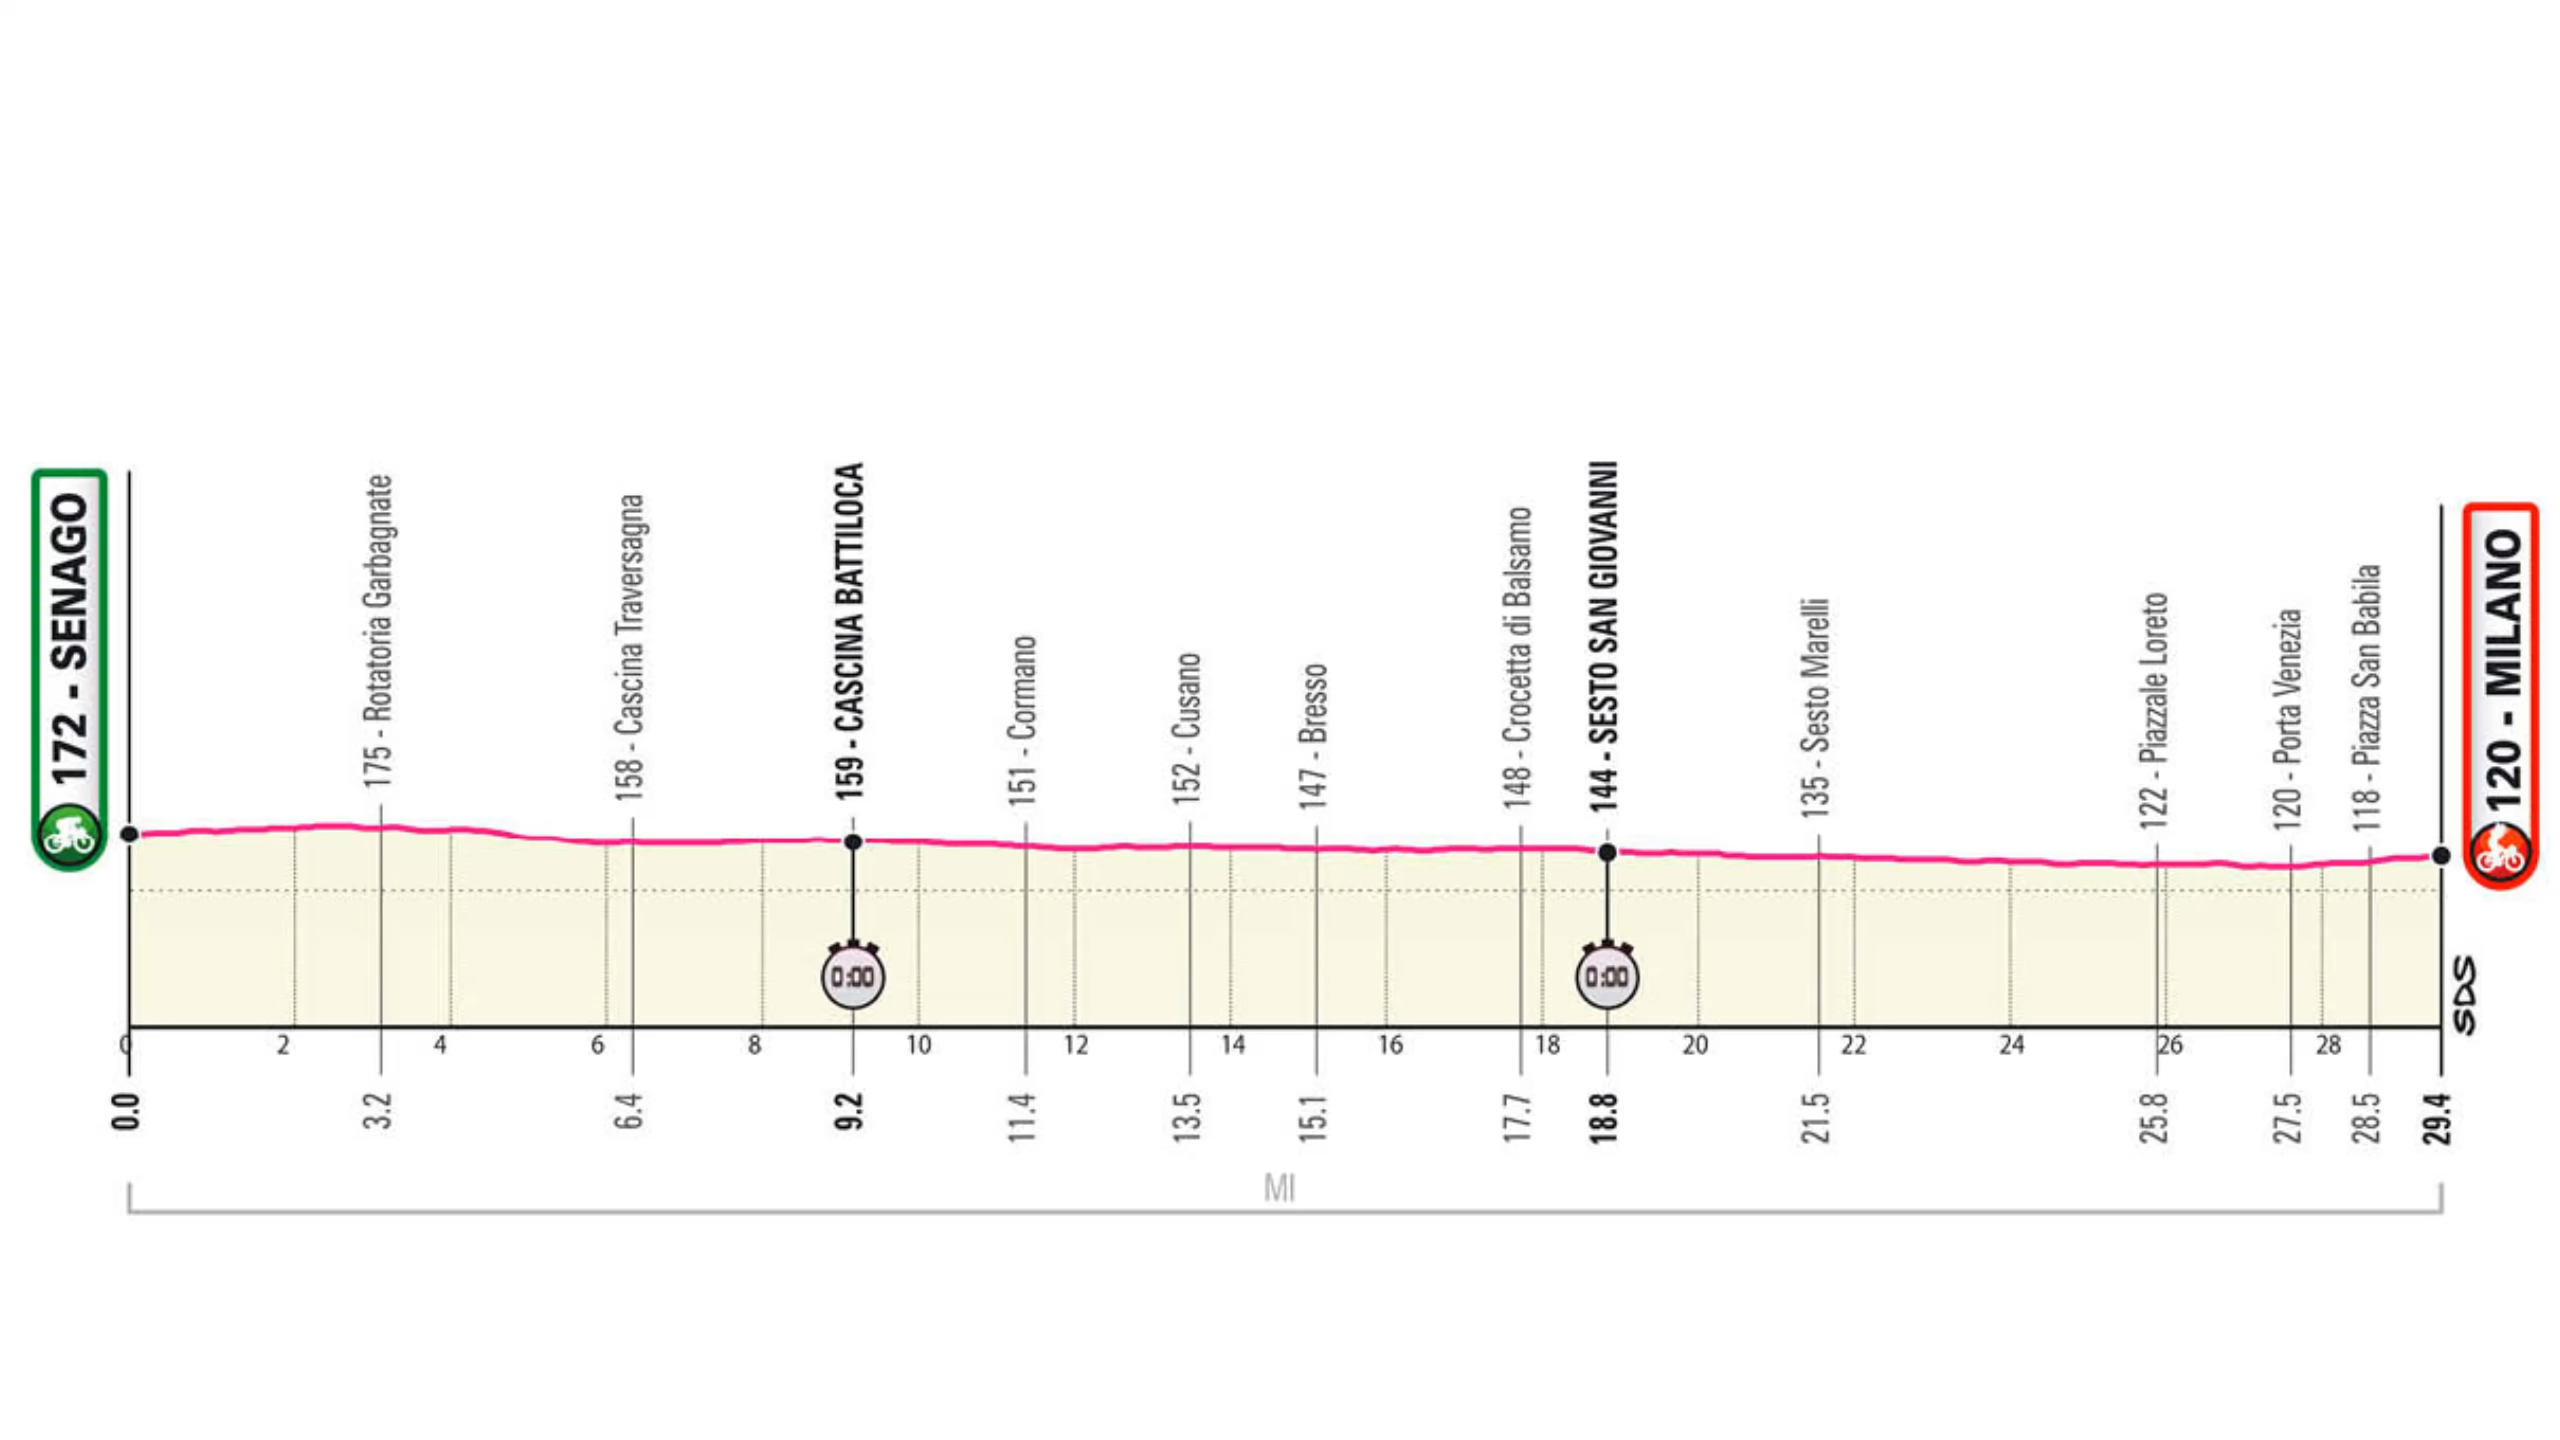 172 - SENAGO
175 - Rotatoria Garbagnate
158 - Cascina Traversagna
159 - CASCINA BATTILOCA
151 - Cormano
152 - Cusano
147 - Bresso
148 - Crocetta di Balsamo
144 - SESTO SAN GIOVANNI
135 - Sesto Marelli
122 - Piazzale Loreto
120 - Porta Venezia
118 - Piazza San Babila
120 - MILANO
0:00 0:00
SDS
0 2 4 6 8 10 12 14 16 18 20 22 24 26 28
0.0 3.2 6.4 9.2 11.4 13.5 15.1 17.7 18.8 21.5 25.8 27.5 28.5 29.4
MI